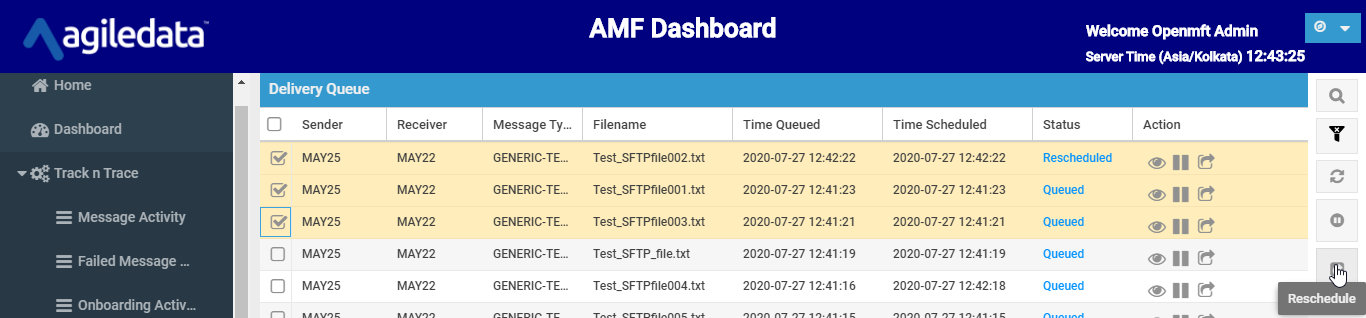 agiledata™
AMF Dashboard
Welcome Openmft Admin
Server Time (Asia/Kolkata) 12:43:25
Home
Dashboard
Track n Trace
Message Activity
Failed Message ...
Onboarding Activ...
Delivery Queue
Sender Receiver Message Ty... Filename Time Queued Time Scheduled Status Action
MAY25 MAY22 GENERIC-TE... Test_SFTPfile002.txt 2020-07-27 12:42:22 2020-07-27 12:42:22 Rescheduled
MAY25 MAY22 GENERIC-TE... Test_SFTPfile001.txt 2020-07-27 12:41:23 2020-07-27 12:41:23 Queued
MAY25 MAY22 GENERIC-TE... Test_SFTPfile003.txt 2020-07-27 12:41:21 2020-07-27 12:41:21 Queued
MAY25 MAY22 GENERIC-TE... Test_SFTP_file.txt 2020-07-27 12:41:19 2020-07-27 12:41:19 Queued
MAY25 MAY22 GENERIC-TE... Test_SFTPfile004.txt 2020-07-27 12:41:16 2020-07-27 12:42:18 Queued
MAY25 MAY22 GENERIC-TE... Test_SFTPfile005.txt 2020-07-27 12:41:15 2020-07-27 12:41:15 Queued
Reschedule